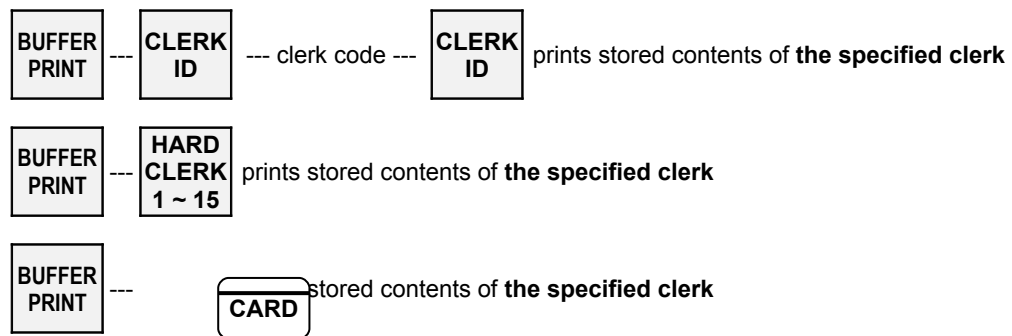 BUFFER PRINT --- CLERK ID --- clerk code --- CLERK ID prints stored contents of the specified clerk
BUFFER PRINT --- HARD CLERK 1 ~ 15 prints stored contents of the specified clerk
BUFFER PRINT --- CARD stored contents of the specified clerk